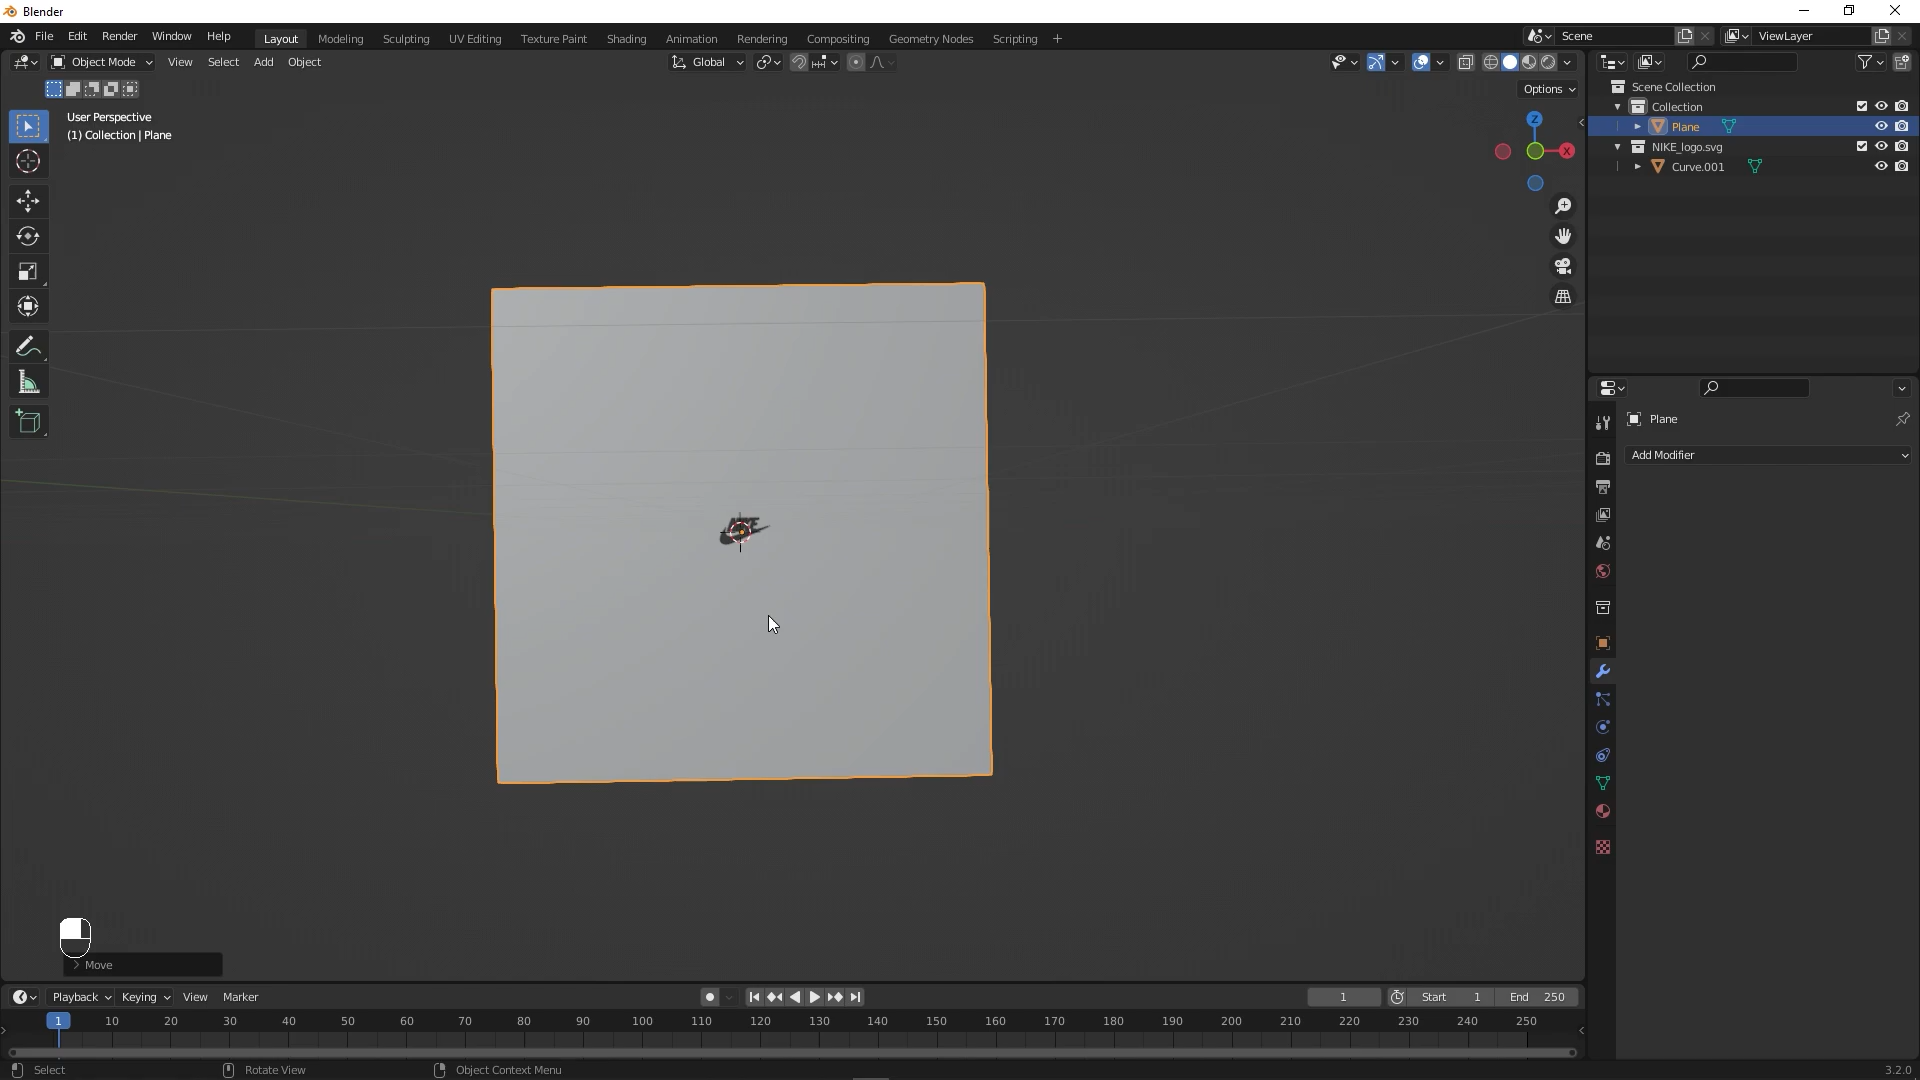 Blender
File Edit Render Window Help
Layout Modeling Sculpting UV Editing Texture Paint Shading Animation Rendering Compositing Geometry Nodes Scripting +
Scene
ViewLayer
Object Mode View Select Add Object
Global
Options
User Perspective
(1) Collection | Plane
Z
X
Scene Collection
Collection
Plane
NIKE_logo.svg
Curve.001
Plane
Add Modifier
NIKE
Move
Playback Keying View Marker
1
Start 1
End 250
1 10 20 30 40 50 60 70 80 90 100 110 120 130 140 150 160 170 180 190 200 210 220 230 240 250
Select
Rotate View
Object Context Menu
3.2.0